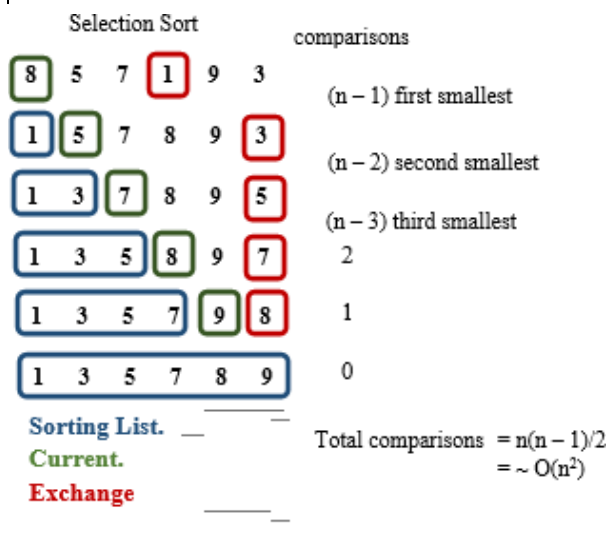 Selection Sort
comparisons
8 5 7 1 9 3
(n – 1) first smallest
1 5 7 8 9 3
(n – 2) second smallest
1 3 7 8 9 5
(n – 3) third smallest
1 3 5 8 9 7
2
1 3 5 7 9 8
1
1 3 5 7 8 9
0
Sorting List.
Current.
Exchange
Total comparisons = n(n – 1)/2
= ~ O(n²)